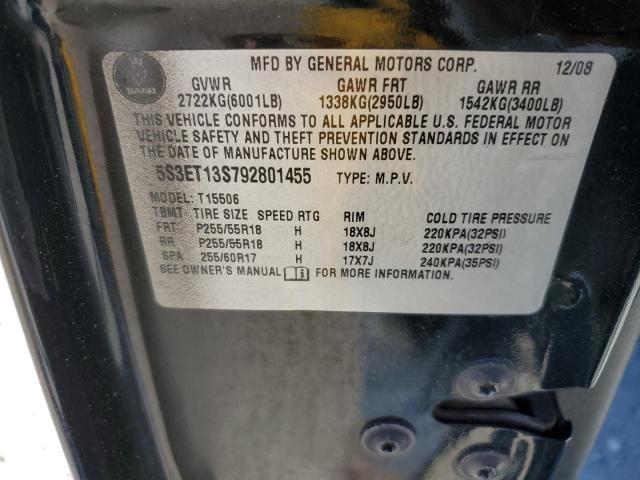 SAAB
MFD BY GENERAL MOTORS CORP. 12/08
GVWR GAWR FRT GAWR RR
2722KG(6001LB) 1338KG(2950LB) 1542KG(3400LB)
THIS VEHICLE CONFORMS TO ALL APPLICABLE U.S. FEDERAL MOTOR
VEHICLE SAFETY AND THEFT PREVENTION STANDARDS IN EFFECT ON
THE DATE OF MANUFACTURE SHOWN ABOVE.
5S3ET13S792801455 TYPE: M.P.V.
MODEL: T15506
TBMT TIRE SIZE SPEED RTG RIM COLD TIRE PRESSURE
FRT P255/55R18 H 18X8J 220KPA(32PSI)
RR P255/55R18 H 18X8J 220KPA(32PSI)
SPA 255/60R17 H 17X7J 240KPA(35PSI)
SEE OWNER'S MANUAL FOR MORE INFORMATION.